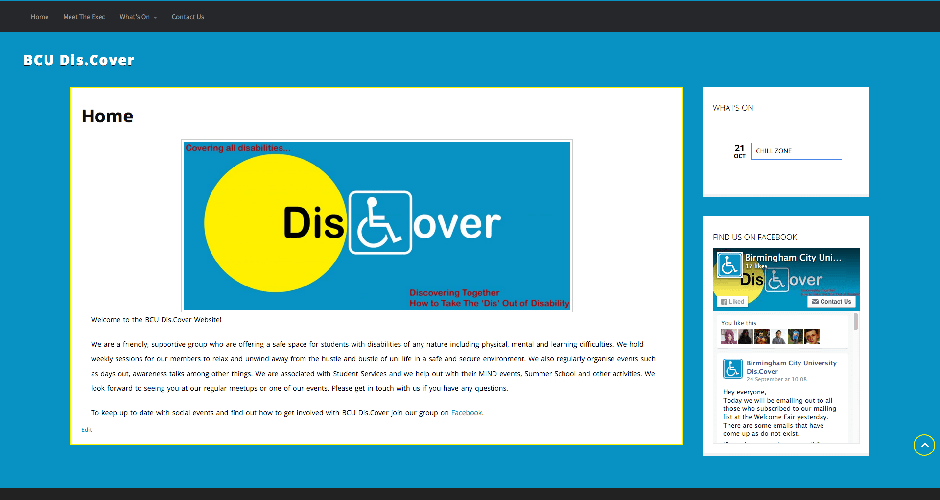 Home Meet The Exec What's On Contact Us
BCU Dis.Cover
Home
Covering all disabilities...
Dis over
Discovering Together
How to Take The 'Dis' Out of Disability
Welcome to the BCU Dis.Cover Website!
We are a friendly, supportive group who are offering a safe space for students with disabilities of any nature including physical, mental and learning difficulties. We hold
weekly sessions for our members to relax and unwind away from the hustle and bustle of uni life in a safe and secure environment. We also regularly organise events such
as days out, awareness talks among other things. We are associated with Student Services and we help out with their MIND events, Summer School and other activities. We
look forward to seeing you at our regular meetups or one of our events. Please get in touch with us if you have any questions.
To keep up to date with social events and find out how to get involved with BCU Dis.Cover join our group on Facebook.
Edit
WHAT'S ON
21
OCT
CHILL ZONE
FIND US ON FACEBOOK
Birmingham City Uni...
17 likes
Dis over
Liked
Contact Us
You like this
Birmingham City University
Dis.Cover
24 September at 10:08
Hey everyone,
Today we will be emailing out to all
those who subscribed to our mailing
list at the Welcome Fair yesterday.
There are some emails that have
come up as do not exist.